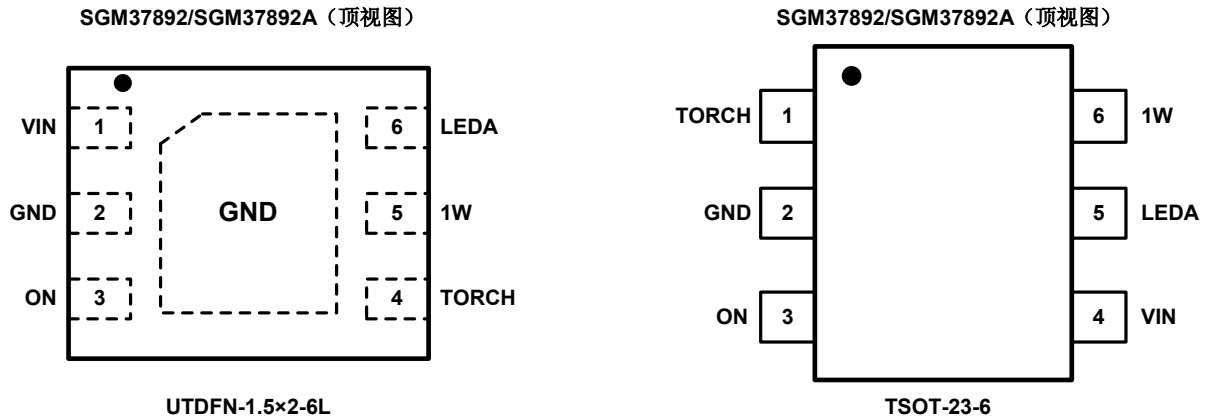 SGM37892/SGM37892A（顶视图）
VIN 1 6 LEDA
GND 2 GND 5 1W
ON 3 4 TORCH
UTDFN-1.5×2-6L
SGM37892/SGM37892A（顶视图）
TORCH 1 6 1W
GND 2 5 LEDA
ON 3 4 VIN
TSOT-23-6